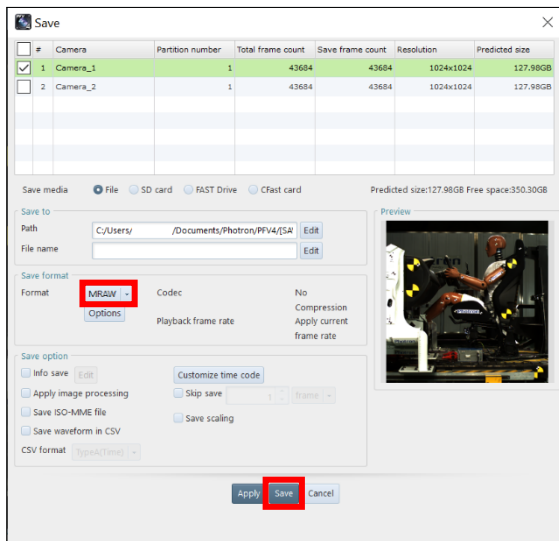 Save
# Camera Partition number Total frame count Save frame count Resolution Predicted size
1 Camera_1 1 43684 43684 1024x1024 127.98GB
2 Camera_2 1 43684 43684 1024x1024 127.98GB
Save media File SD card FAST Drive CFast card Predicted size:127.98GB Free space:350.30GB
Save to
Preview
Path C:/Users/ /Documents/Photron/PFV4/[SA Edit
File name Edit
Save format
Format MRAW Codec No Compression
Options Playback frame rate Apply current frame rate
Save option
Info save Edit Customize time code
Apply image processing Skip save 1 frame
Save ISO-MME file Save scaling
Save waveform in CSV
CSV format TypeA(Time)
Apply Save Cancel